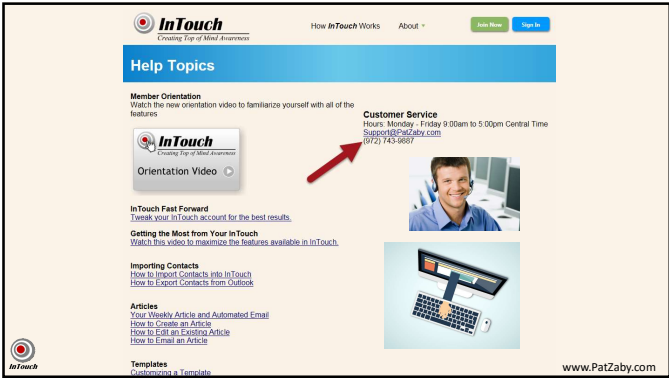 InTouch
Creating Top of Mind Awareness
How InTouch Works
About
Join Now
Sign In
Help Topics
Member Orientation
Watch the new orientation video to familiarize yourself with all of the
features
InTouch
Creating Top of Mind Awareness
Orientation Video
Customer Service
Hours: Monday - Friday 9:00am to 5:00pm Central Time
Support@PatZaby.com
(972) 743-9887
InTouch Fast Forward
Tweak your InTouch account for the best results.
Getting the Most from Your InTouch
Watch this video to maximize the features available in InTouch.
Importing Contacts
How to Import Contacts into InTouch
How to Export Contacts from Outlook
Articles
Your Weekly Article and Automated Email
How to Create an Article
How to Edit an Existing Article
How to Email an Article
Templates
Customizing a Template
InTouch
www.PatZaby.com